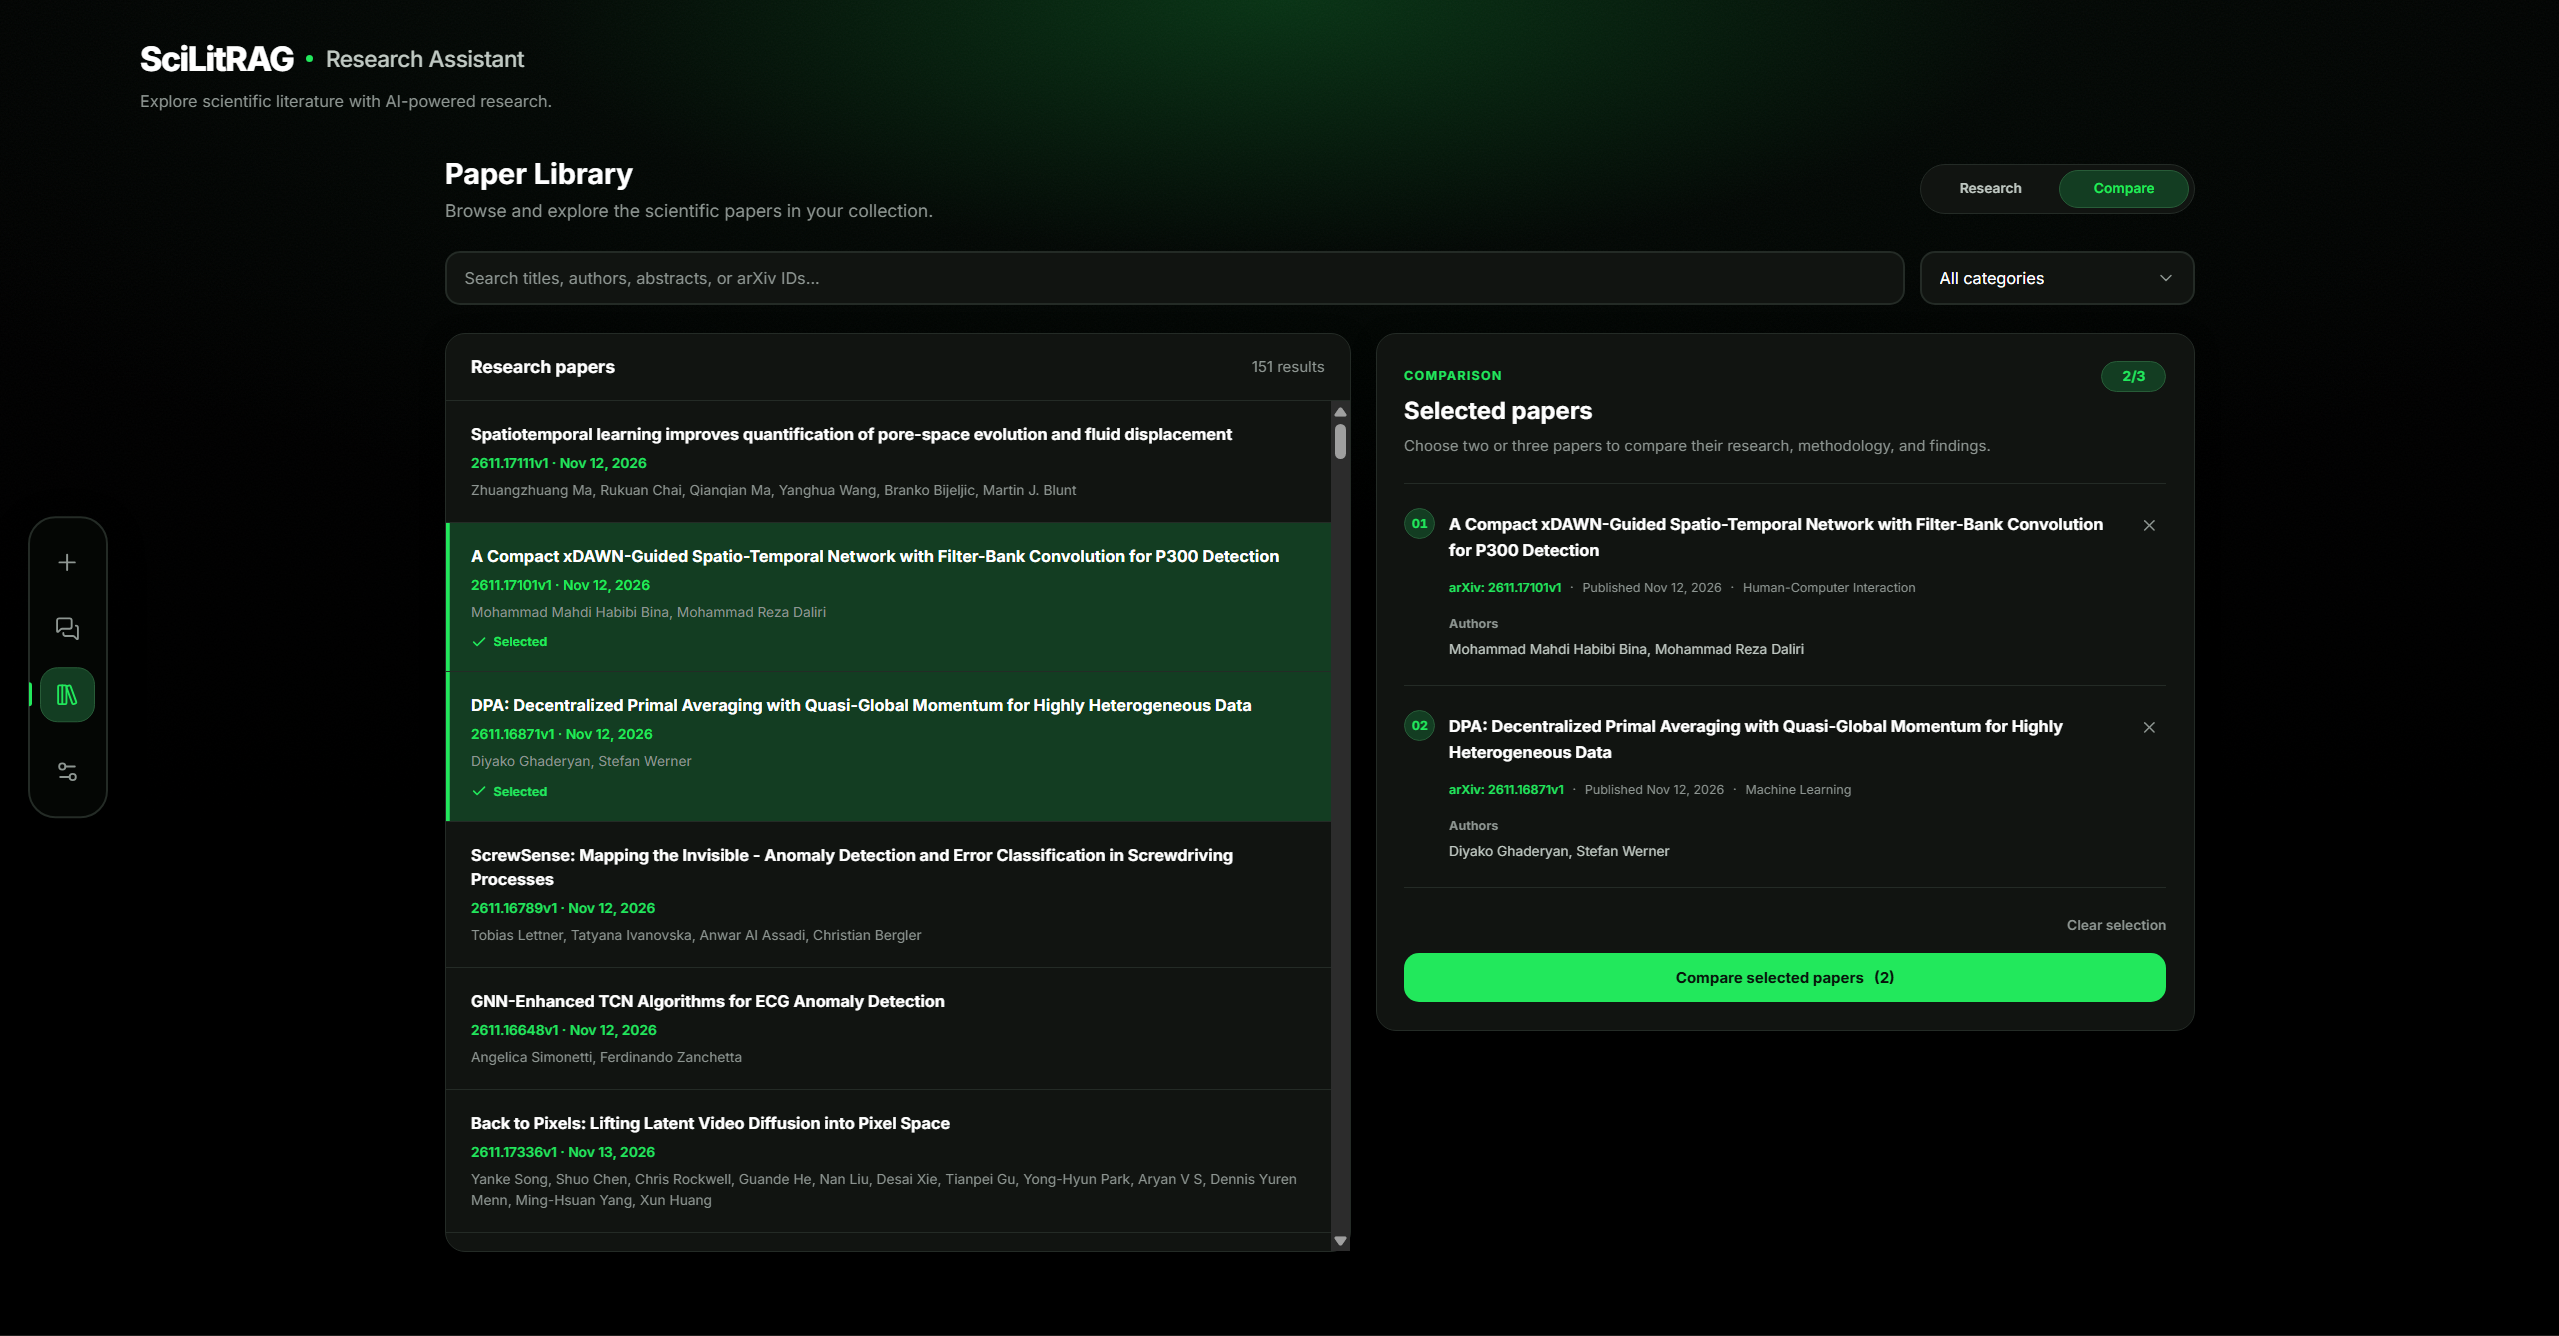 SciLitRAG • Research Assistant
Explore scientific literature with AI-powered research.
Paper Library
Browse and explore the scientific papers in your collection.
Research
Compare
Search titles, authors, abstracts, or arXiv IDs...
All categories
Research papers
151 results
Spatiotemporal learning improves quantification of pore-space evolution and fluid displacement
2611.17111v1 · Nov 12, 2026
Zhuangzhuang Ma, Rukuan Chai, Qianqian Ma, Yanghua Wang, Branko Bijeljic, Martin J. Blunt
A Compact xDAWN-Guided Spatio-Temporal Network with Filter-Bank Convolution for P300 Detection
2611.17101v1 · Nov 12, 2026
Mohammad Mahdi Habibi Bina, Mohammad Reza Daliri
Selected
DPA: Decentralized Primal Averaging with Quasi-Global Momentum for Highly Heterogeneous Data
2611.16871v1 · Nov 12, 2026
Diyako Ghaderyan, Stefan Werner
Selected
ScrewSense: Mapping the Invisible - Anomaly Detection and Error Classification in Screwdriving
Processes
2611.16789v1 · Nov 12, 2026
Tobias Lettner, Tatyana Ivanovska, Anwar Al Assadi, Christian Bergler
GNN-Enhanced TCN Algorithms for ECG Anomaly Detection
2611.16648v1 · Nov 12, 2026
Angelica Simonetti, Ferdinando Zanchetta
Back to Pixels: Lifting Latent Video Diffusion into Pixel Space
2611.17336v1 · Nov 13, 2026
Yanke Song, Shuo Chen, Chris Rockwell, Guande He, Nan Liu, Desai Xie, Tianpei Gu, Yong-Hyun Park, Aryan V S, Dennis Yuren
Menn, Ming-Hsuan Yang, Xun Huang
COMPARISON
2/3
Selected papers
Choose two or three papers to compare their research, methodology, and findings.
01
A Compact xDAWN-Guided Spatio-Temporal Network with Filter-Bank Convolution
for P300 Detection
arXiv: 2611.17101v1 · Published Nov 12, 2026 · Human-Computer Interaction
Authors
Mohammad Mahdi Habibi Bina, Mohammad Reza Daliri
02
DPA: Decentralized Primal Averaging with Quasi-Global Momentum for Highly
Heterogeneous Data
arXiv: 2611.16871v1 · Published Nov 12, 2026 · Machine Learning
Authors
Diyako Ghaderyan, Stefan Werner
Clear selection
Compare selected papers (2)